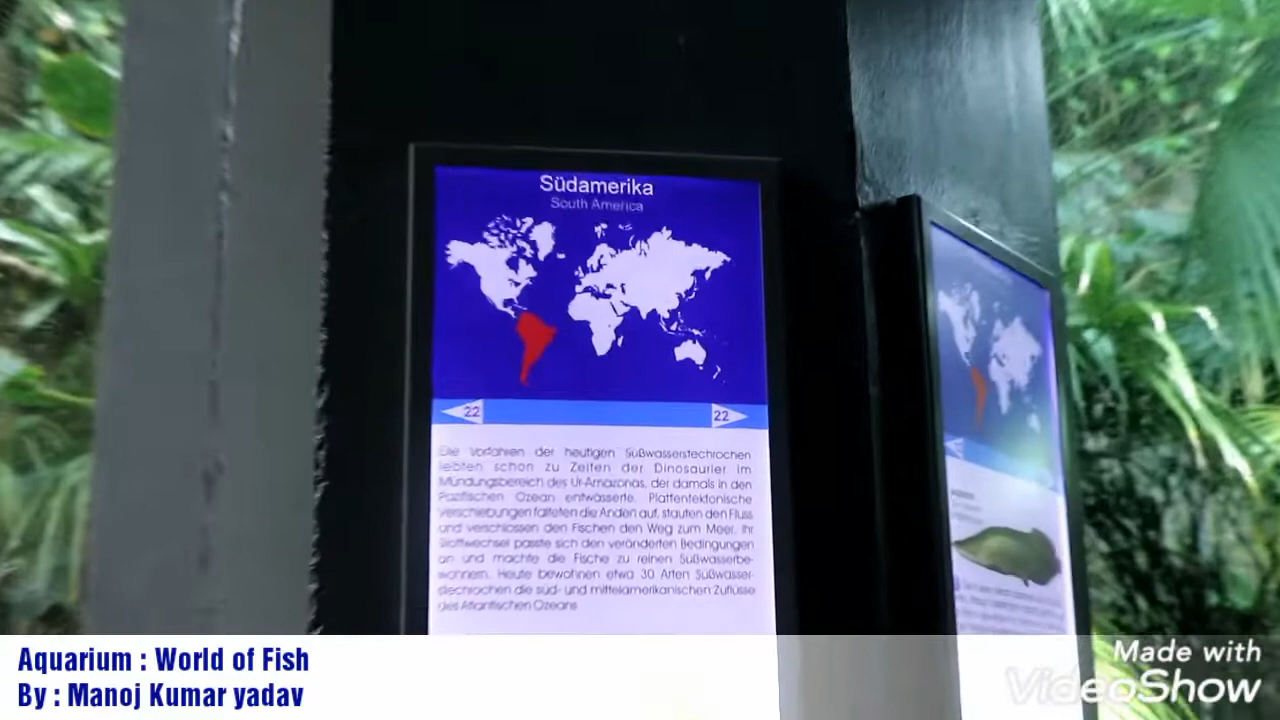 Südamerika
South America
22
22
Die Vorfahren der heutigen Süßwasserstechrochen
lebten schon zu Zeiten der Dinosaurier im
Mündungsbereich des Ur-Amazonas, der damals in den
Pazifischen Ozean entwässerte. Plattentektonische
Verschiebungen falteten die Anden auf, stauten den Fluss
und verschlossen den Fischen den Weg zum Meer. Ihr
Stoffwechsel passte sich den veränderten Bedingungen
an und machte die Fische zu reinen Süßwasserbe-
wohnern. Heute bewohnen etwa 30 Arten Süßwasser-
stechrochen die süd- und mittelamerikanischen Zuflüsse
des Atlantischen Ozeans
Aquarium : World of Fish
By : Manoj Kumar yadav
Made with
VideoShow